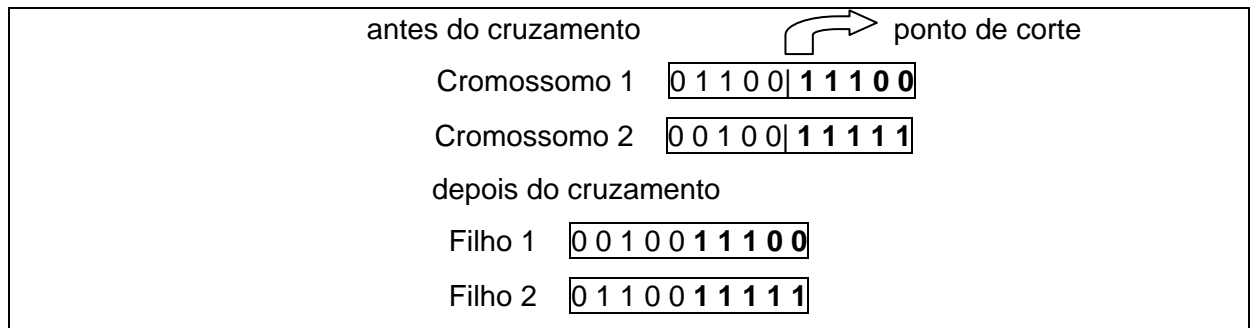 antes do cruzamento ponto de corte
Cromossomo 1 0 1 1 0 0| 1 1 1 0 0
Cromossomo 2 0 0 1 0 0| 1 1 1 1 1
depois do cruzamento
Filho 1 0 0 1 0 0 1 1 1 0 0
Filho 2 0 1 1 0 0 1 1 1 1 1